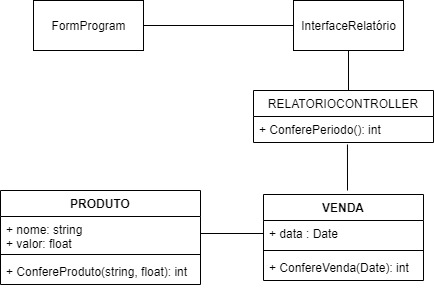 FormProgram
InterfaceRelatório
RELATORIOCONTROLLER
+ ConferePeriodo(): int
PRODUTO
+ nome: string
+ valor: float
+ ConfereProduto(string, float): int
VENDA
+ data : Date
+ ConfereVenda(Date): int